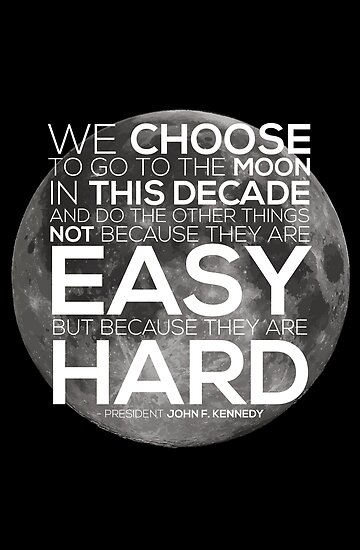 WE CHOOSE
TO GO TO THE MOON
IN THIS DECADE
AND DO THE OTHER THINGS
NOT BECAUSE THEY ARE
EASY
BUT BECAUSE THEY ARE
HARD
- PRESIDENT JOHN F. KENNEDY